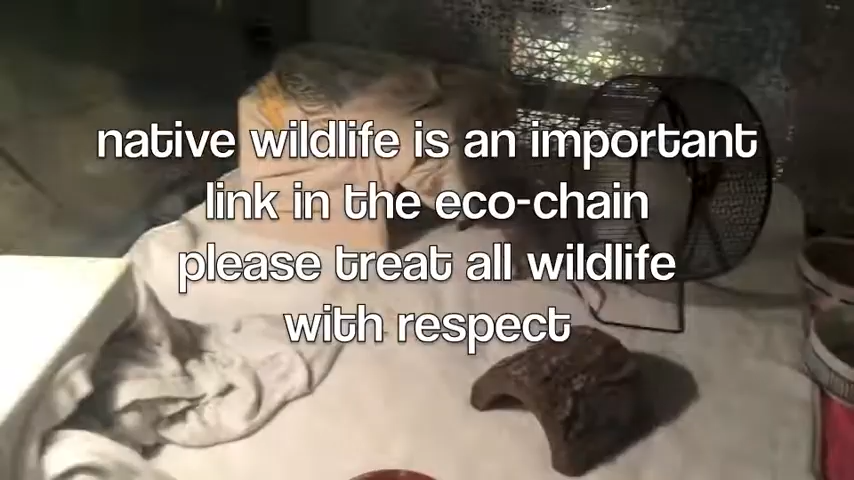 native wildlife is an important
link in the eco-chain
please treat all wildlife
with respect